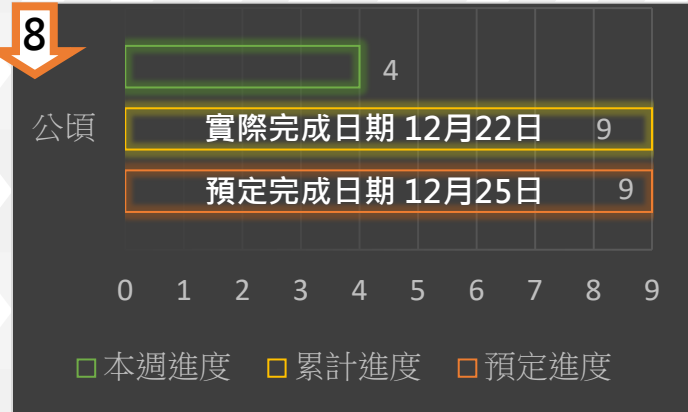 8
4
公頃
實際完成日期 12月22日 9
預定完成日期 12月25日 9
0 1 2 3 4 5 6 7 8 9
本週進度 累計進度 預定進度